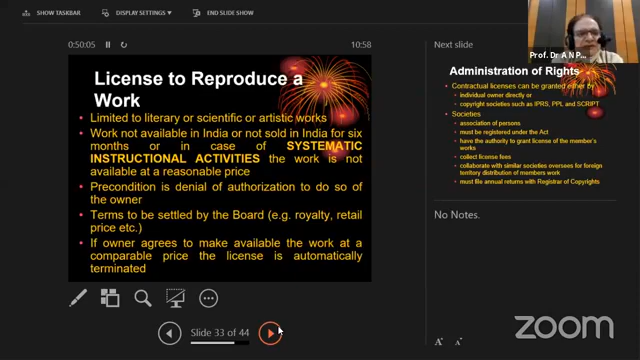 SHOW TASKBAR
DISPLAY SETTINGS ▾
END SLIDE SHOW
0:50:05
10:58
License to Reproduce a
Work
• Limited to literary or scientific or artistic works
• Work not available in India or not sold in India for six
months or in case of SYSTEMATIC
INSTRUCTIONAL ACTIVITIES the work is not
available at a reasonable price
• Precondition is denial of authorization to do so of
the owner
• Terms to be settled by the Board (e.g. royalty, retail
price etc.)
• If owner agrees to make available the work at a
comparable price the license is automatically
terminated
Slide 33 of 44
Next slide
Prof. Dr A N P...
Administration of Rights
• Contractual licenses can be granted either by
• individual owner directly or
• copyright societies such as IPRS, PPL and SCRIPT
• Societies
• association of persons
• must be registered under the Act
• have the authority to grant license of the member's
works
• collect license fees
• collaborate with similar societies overseas for foreign
territory distribution of members work
• must file annual returns with Registrar of Copyrights
No Notes.
A A
zoom